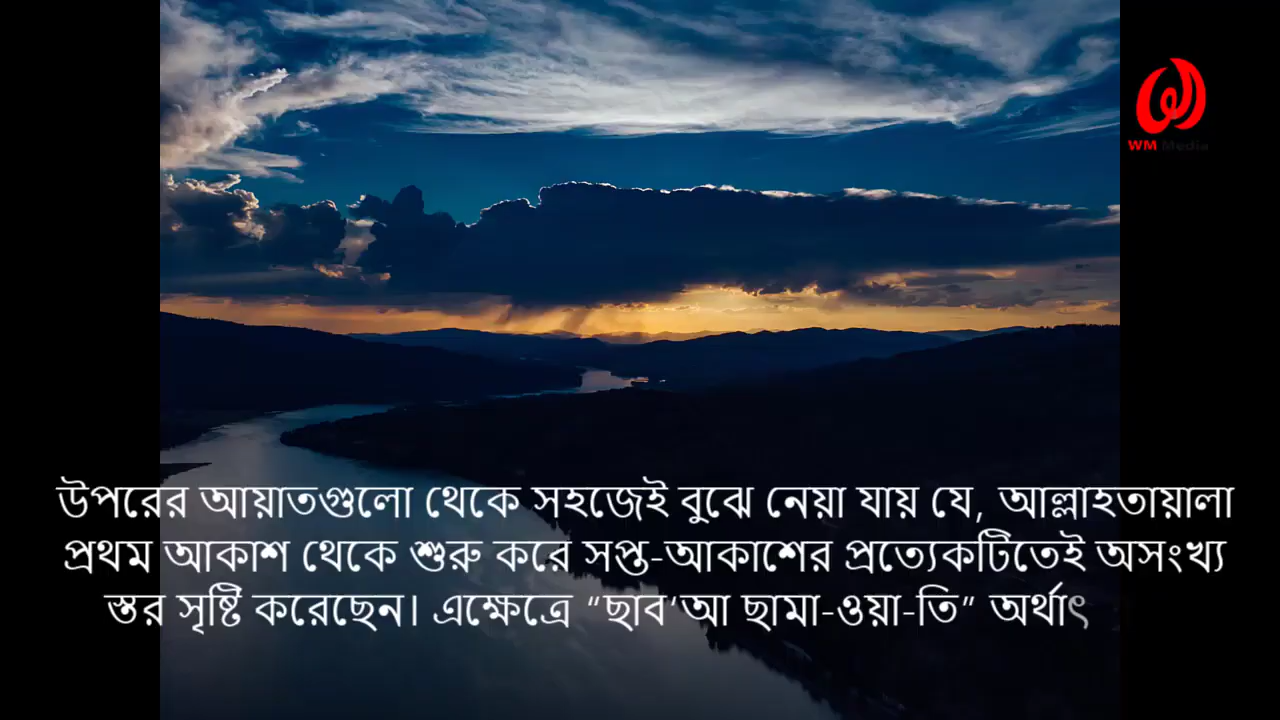 WM Media
উপরের আয়াতগুলো থেকে সহজেই বুঝে নেয়া যায় যে, আল্লাহতায়ালা
প্রথম আকাশ থেকে শুরু করে সপ্ত-আকাশের প্রত্যেকটিতেই অসংখ্য
স্তর সৃষ্টি করেছেন। এক্ষেত্রে “ছাব‘আ ছামা-ওয়া-তি” অর্থাৎ